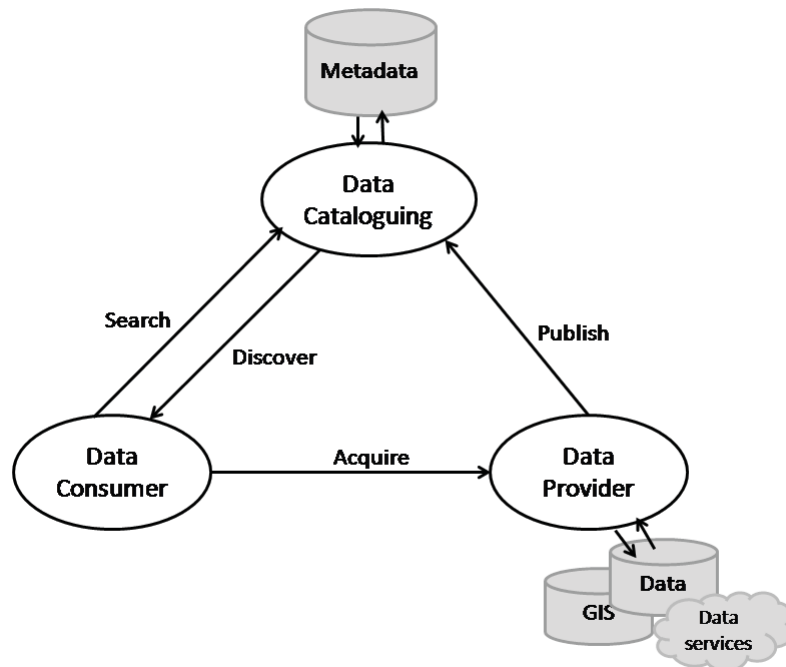 Metadata
Data
Cataloguing
Search
Discover
Publish
Data
Consumer
Acquire
Data
Provider
Data
GIS
Data
services